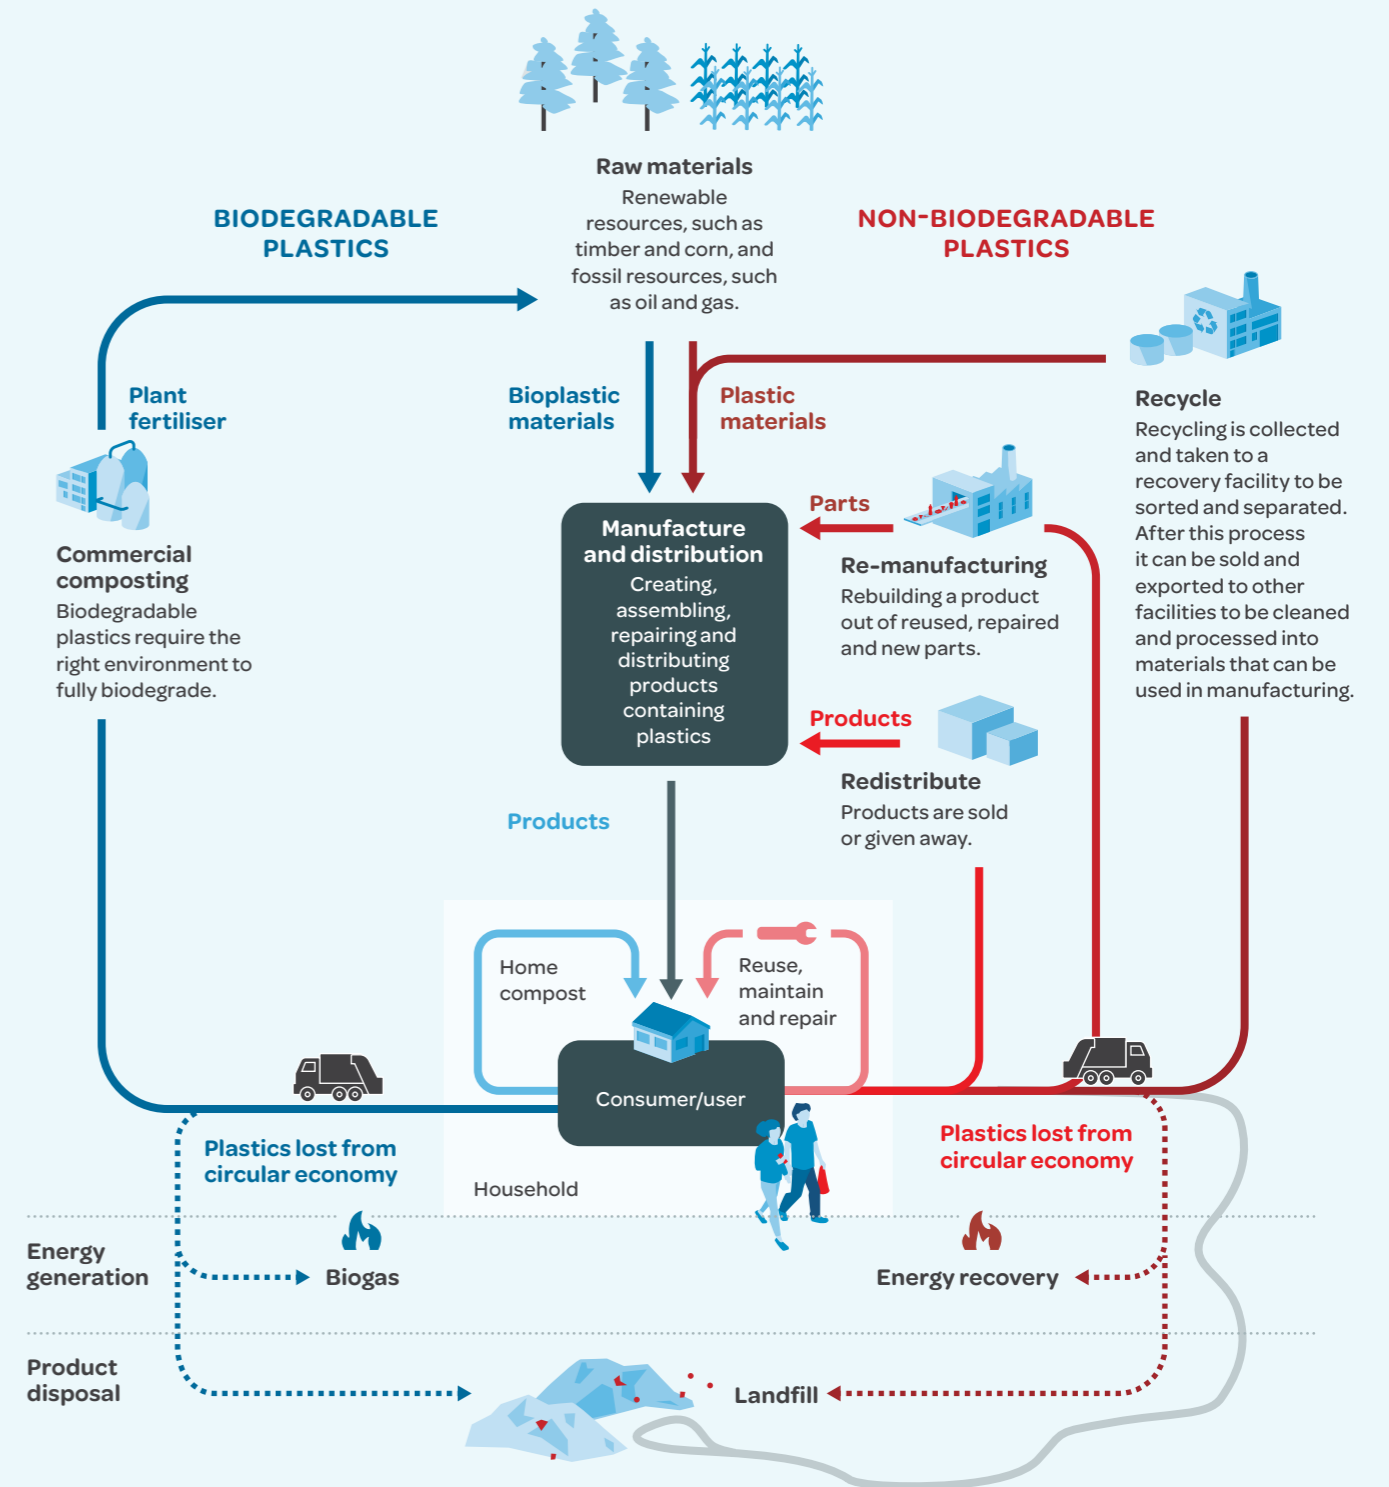 Raw materials
Renewable
resources, such as
timber and corn, and
fossil resources, such
as oil and gas.
BIODEGRADABLE
PLASTICS
NON-BIODEGRADABLE
PLASTICS
Plant
fertiliser
Bioplastic
materials
Plastic
materials
Recycle
Recycling is collected
and taken to a
recovery facility to be
sorted and separated.
After this process
it can be sold and
exported to other
facilities to be cleaned
and processed into
materials that can be
used in manufacturing.
Commercial
composting
Biodegradable
plastics require the
right environment to
fully biodegrade.
Manufacture
and distribution
Creating,
assembling,
repairing and
distributing
products
containing
plastics
Parts
Re-manufacturing
Rebuilding a product
out of reused, repaired
and new parts.
Products
Redistribute
Products are sold
or given away.
Products
Home
compost
Reuse,
maintain
and repair
Consumer/user
Household
Plastics lost from
circular economy
Plastics lost from
circular economy
Energy
generation
Biogas
Energy recovery
Product
disposal
Landfill